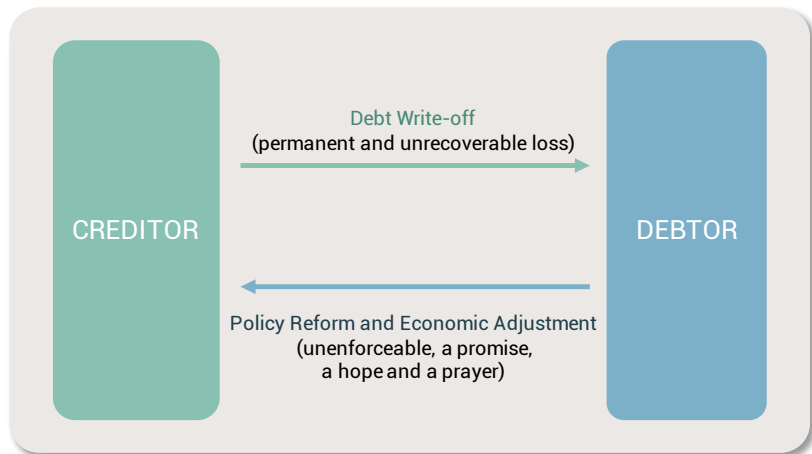 CREDITOR
Debt Write-off
(permanent and unrecoverable loss)
Policy Reform and Economic Adjustment
(unenforceable, a promise,
a hope and a prayer)
DEBTOR